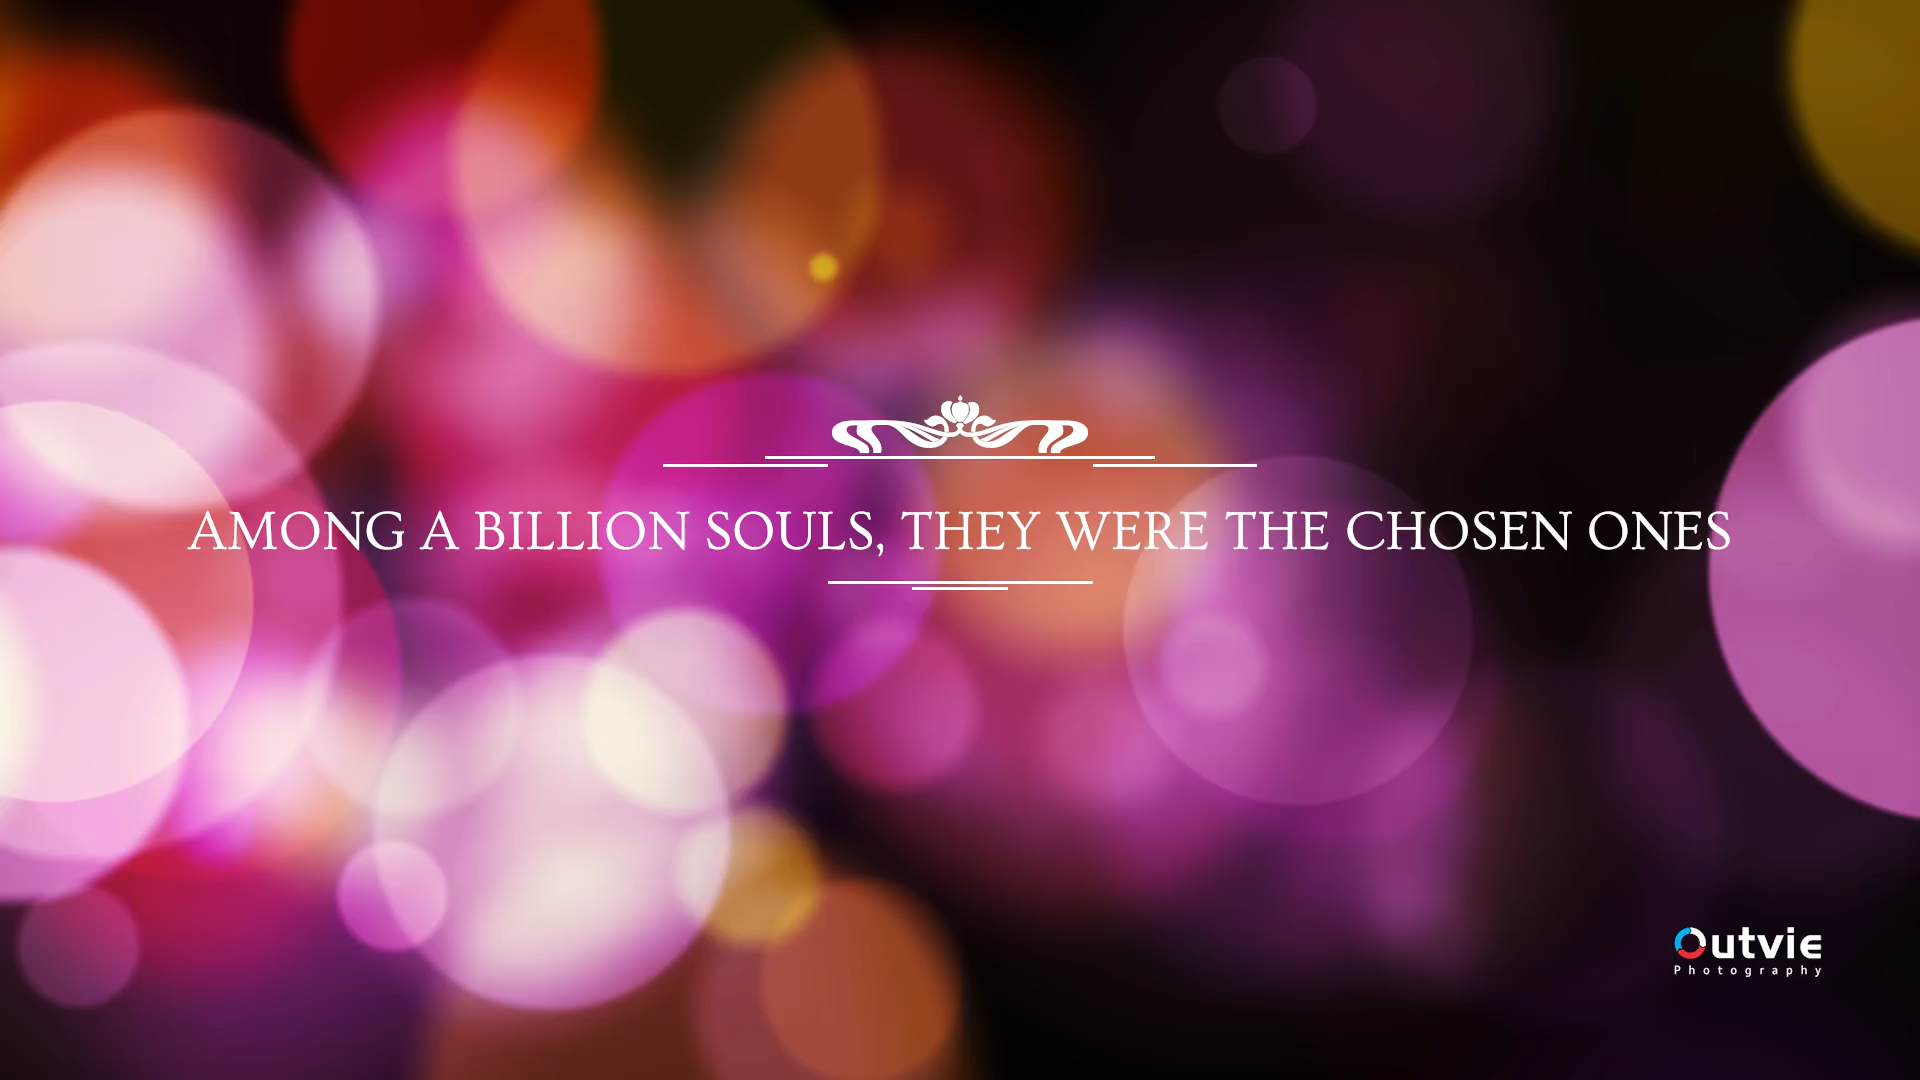 AMONG A BILLION SOULS, THEY WERE THE CHOSEN ONES
Outvie
Photography